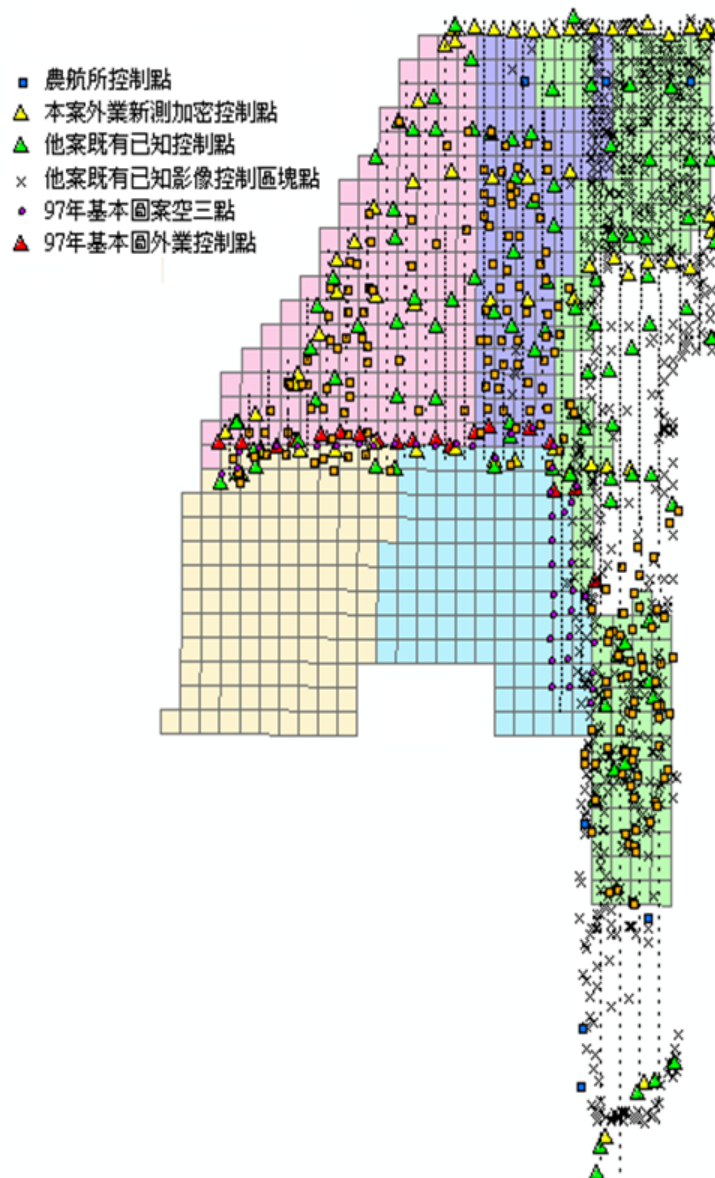 農航所控制點
本案外業新測加密控制點
他案既有已知控制點
他案既有已知影像控制區塊點
97年基本圖案空三點
97年基本圖外業控制點